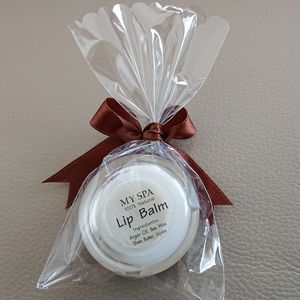 MY SPA
100% Natural
Lip Balm
Ingredients:
Argan Oil, Bee Wax
Shea Butter, Jojoba